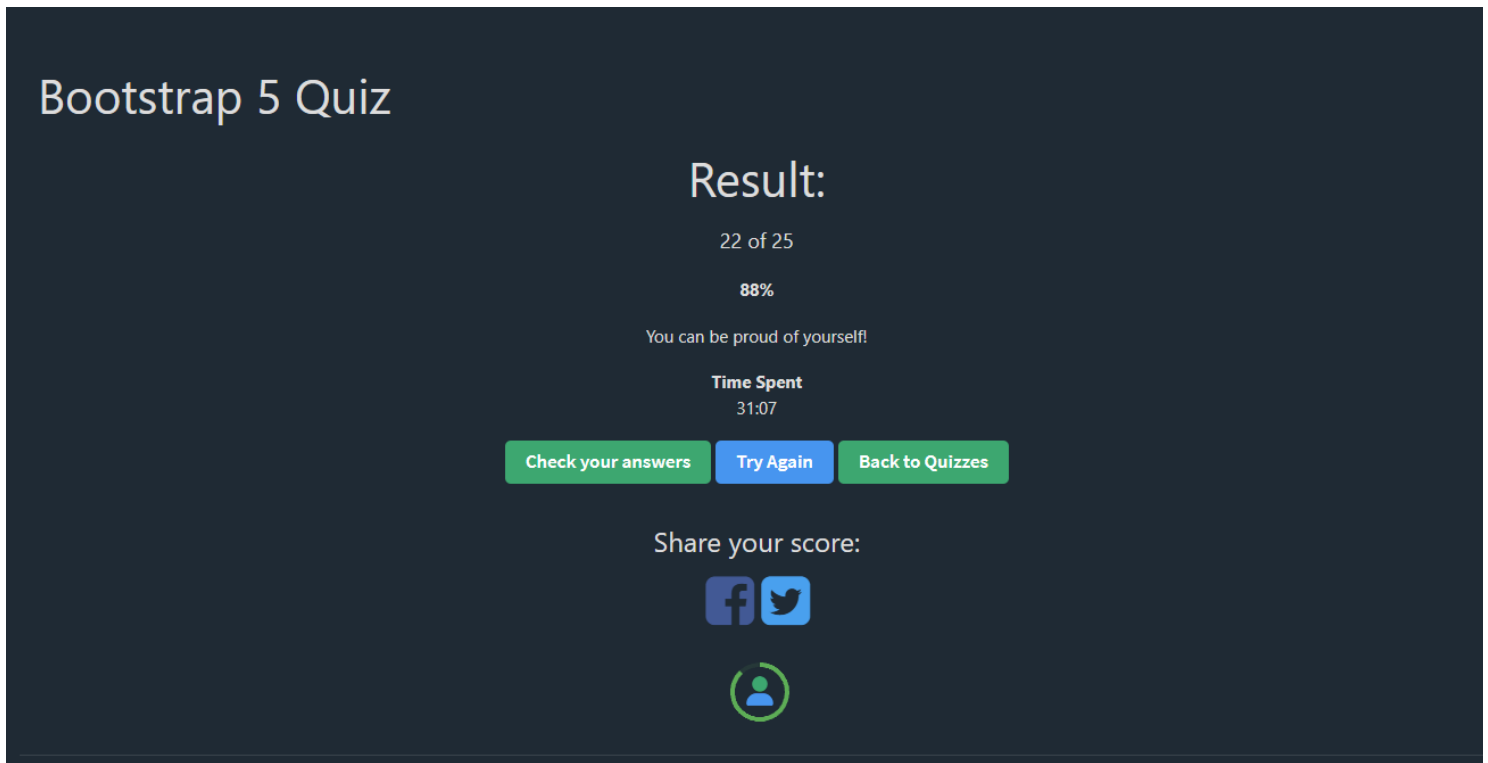 Bootstrap 5 Quiz
Result:
22 of 25
88%
You can be proud of yourself!
Time Spent
31:07
Check your answers Try Again Back to Quizzes
Share your score: